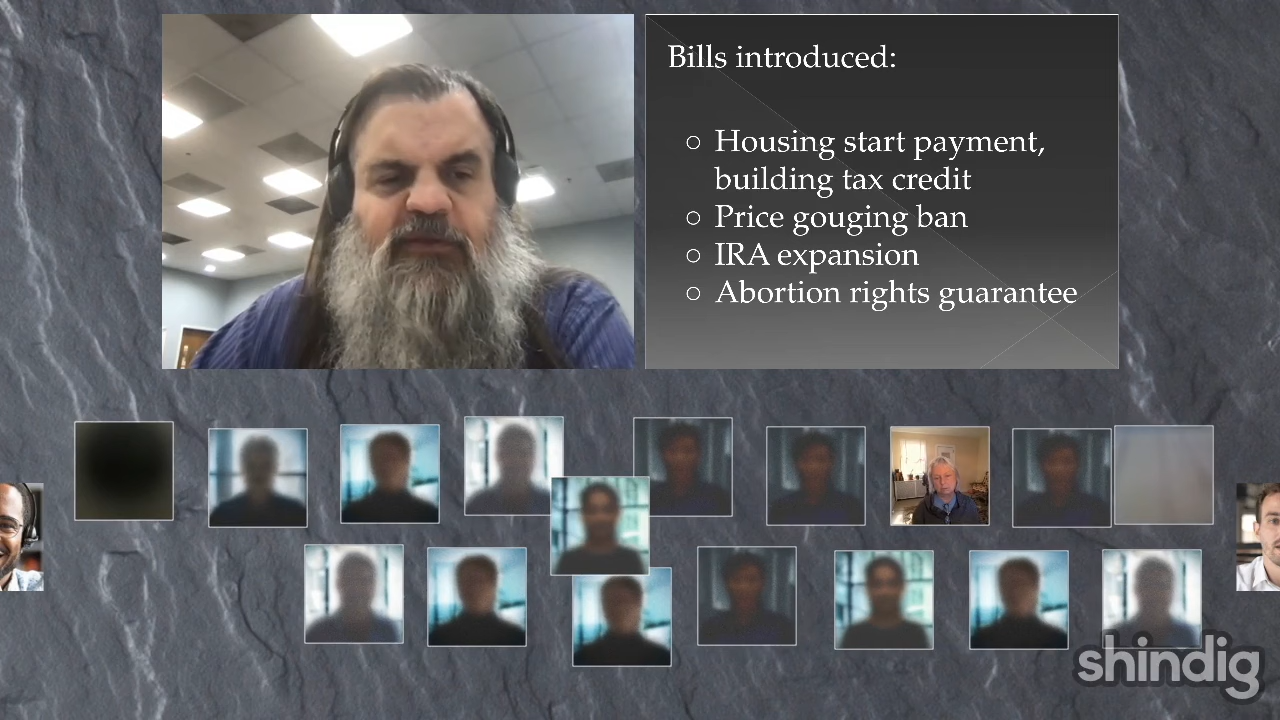 Bills introduced:
○ Housing start payment,
building tax credit
○ Price gouging ban
○ IRA expansion
○ Abortion rights guarantee
shindig